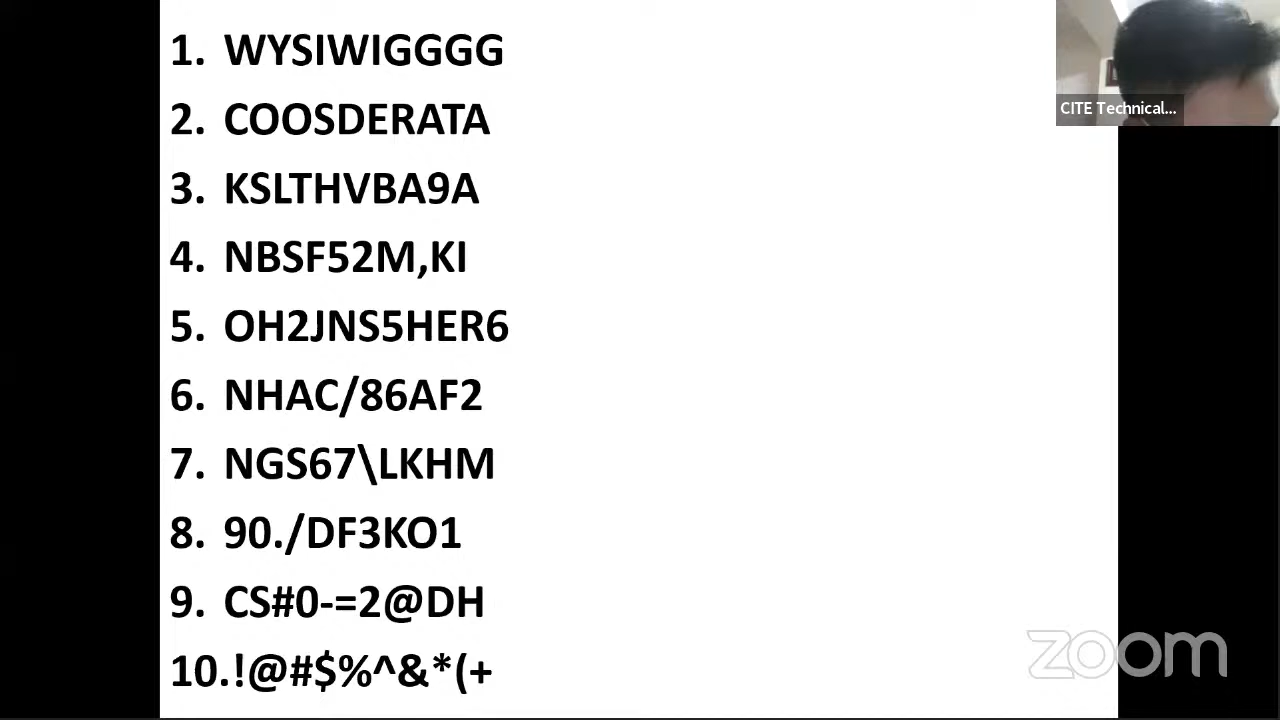 1. WYSIWIGGGG
2. COOSDERATA
3. KSLTHVBA9A
4. NBSF52M,KI
5. OH2JNS5HER6
6. NHAC/86AF2
7. NGS67\LKHM
8. 90./DF3KO1
9. CS#0-=2@DH
10.!@#$%^&*(+
CITE Technical...
zoom